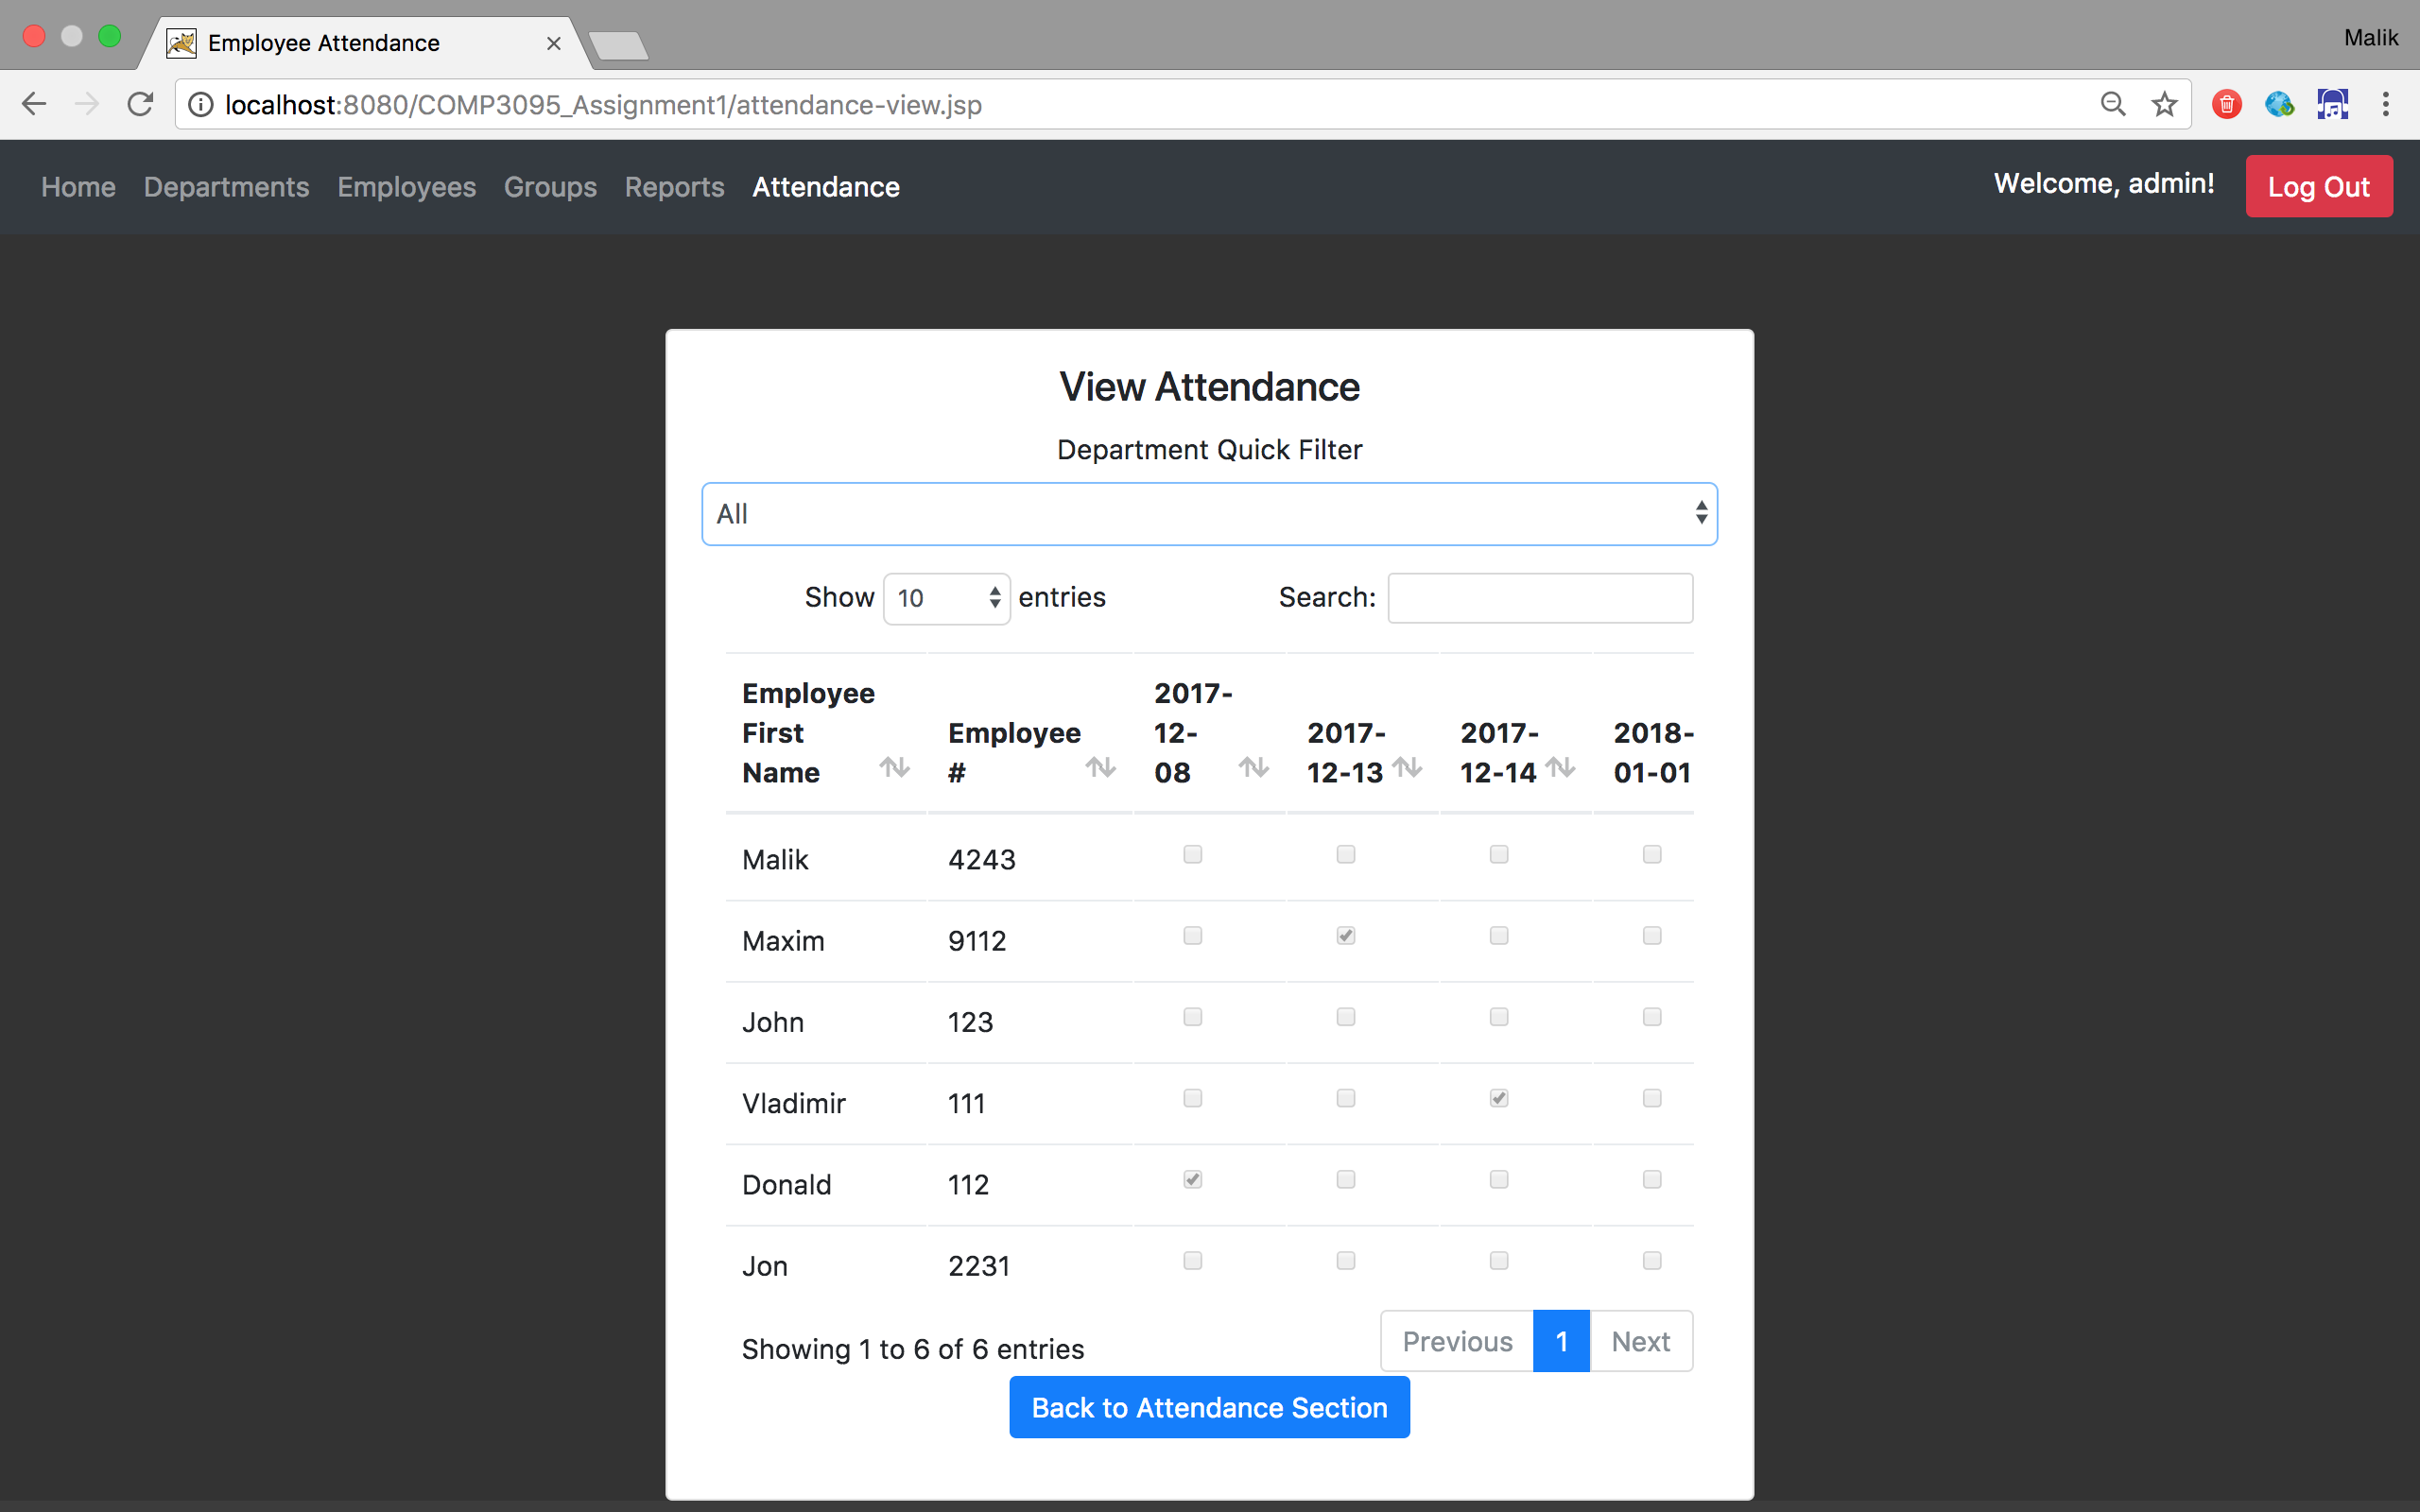 Employee Attendance
Malik
localhost:8080/COMP3095_Assignment1/attendance-view.jsp
Home Departments Employees Groups Reports Attendance Welcome, admin! Log Out
View Attendance
Department Quick Filter
All
Show 10 entries Search:
Employee First Name Employee # 2017-12-08 2017-12-13 2017-12-14 2018-01-01
Malik 4243
Maxim 9112
John 123
Vladimir 111
Donald 112
Jon 2231
Showing 1 to 6 of 6 entries Previous 1 Next
Back to Attendance Section